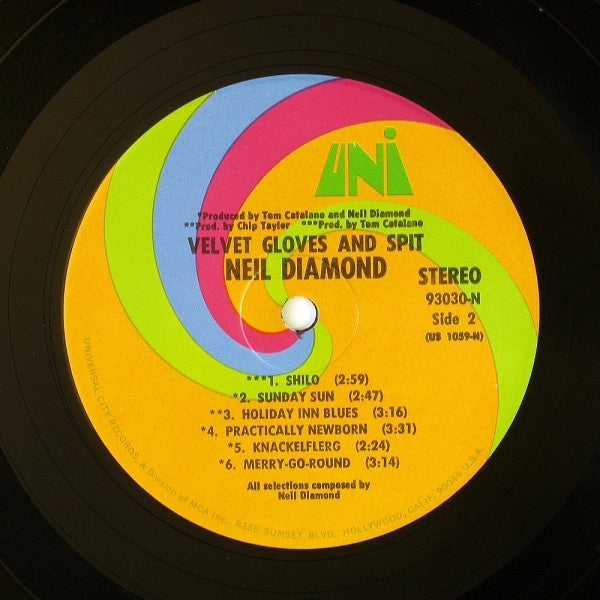 UNI
*Produced by Tom Catalano and Neil Diamond
**Prod. by Chip Taylor ***Prod. by Tom Catalano
VELVET GLOVES AND SPIT
NEIL DIAMOND
STEREO
93030-N
Side 2
(US 1059-N)
***1. SHILO (2:59)
*2. SUNDAY SUN (2:47)
**3. HOLIDAY INN BLUES (3:16)
*4. PRACTICALLY NEWBORN (3:31)
*5. KNACKELFLERG (2:24)
*6. MERRY-GO-ROUND (3:14)
All selections composed by
Neil Diamond
UNIVERSAL CITY RECORDS, A Division of MCA Inc., 8255 SUNSET BLVD., HOLLYWOOD, CALIF. 90046 U.S.A.